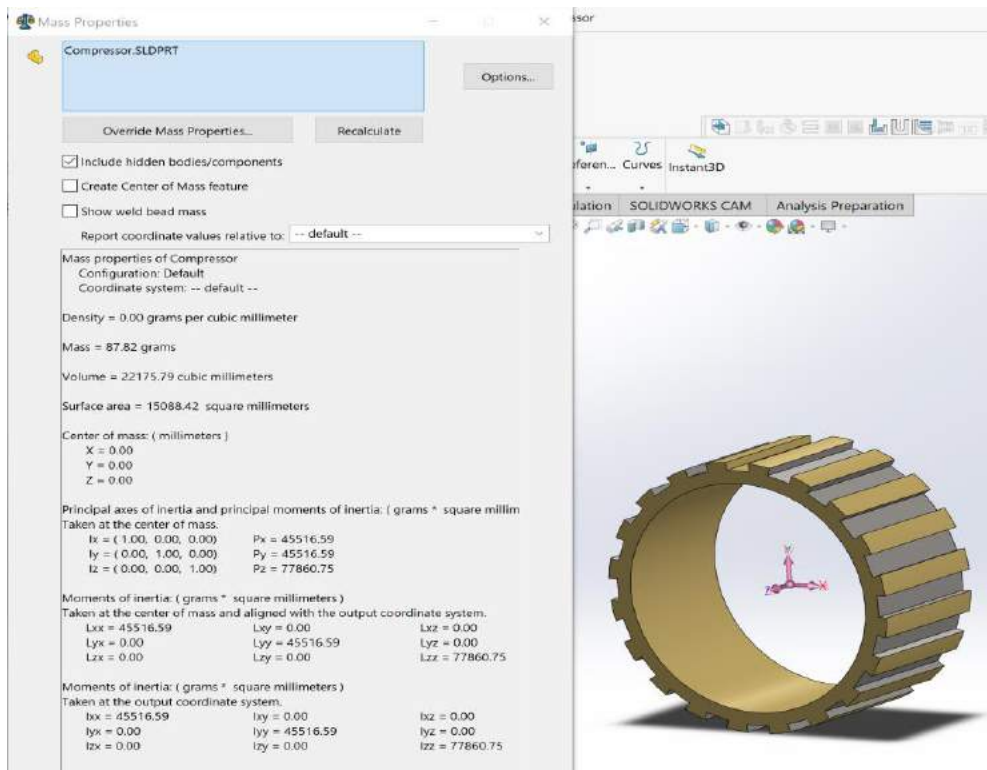 Mass Properties
Compressor.SLDPRT
Options...
Override Mass Properties...
Recalculate
Include hidden bodies/components
Create Center of Mass feature
Show weld bead mass
Report coordinate values relative to: -- default --
Mass properties of Compressor
Configuration: Default
Coordinate system: -- default --
Density = 0.00 grams per cubic millimeter
Mass = 87.82 grams
Volume = 22175.79 cubic millimeters
Surface area = 15088.42 square millimeters
Center of mass: ( millimeters )
X = 0.00
Y = 0.00
Z = 0.00
Principal axes of inertia and principal moments of inertia: ( grams * square millim
Taken at the center of mass.
Ix = ( 1.00, 0.00, 0.00) Px = 45516.59
Iy = ( 0.00, 1.00, 0.00) Py = 45516.59
Iz = ( 0.00, 0.00, 1.00) Pz = 77860.75
Moments of inertia: ( grams * square millimeters )
Taken at the center of mass and aligned with the output coordinate system.
Lxx = 45516.59 Lxy = 0.00 Lxz = 0.00
Lyx = 0.00 Lyy = 45516.59 Lyz = 0.00
Lzx = 0.00 Lzy = 0.00 Lzz = 77860.75
Moments of inertia: ( grams * square millimeters )
Taken at the output coordinate system.
Ixx = 45516.59 Ixy = 0.00 Ixz = 0.00
Iyx = 0.00 Iyy = 45516.59 Iyz = 0.00
Izx = 0.00 Izy = 0.00 Izz = 77860.75
ssor
feren... Curves Instant3D
ulation SOLIDWORKS CAM Analysis Preparation
Y
Z X